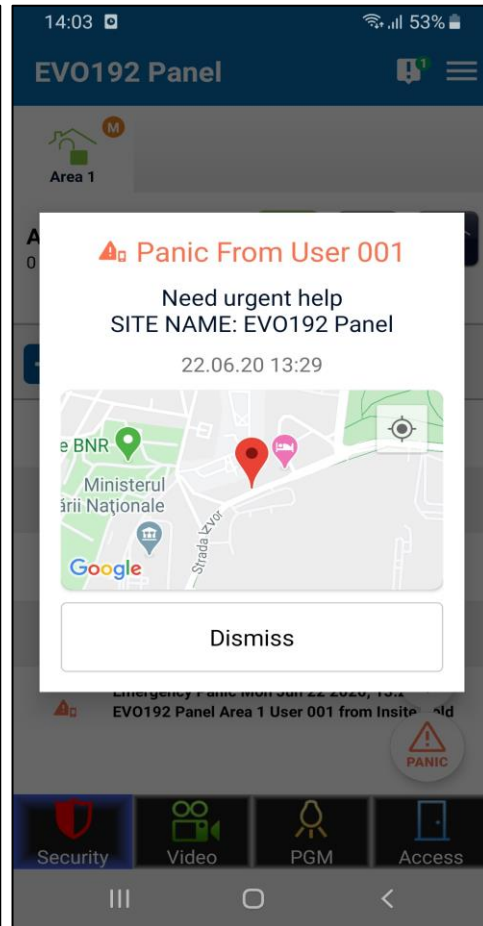 14:03
53%
EVO192 Panel
1
M
Area 1
A
0
Panic From User 001
Need urgent help
SITE NAME: EVO192 Panel
22.06.20 13:29
e BNR
Ministerul
ării Naționale
Strada Izvor
Google
Dismiss
Emergency Panic Mon Jun 22 2020,
EVO192 Panel Area 1 User 001 from Insite
PANIC
Security Video PGM Access